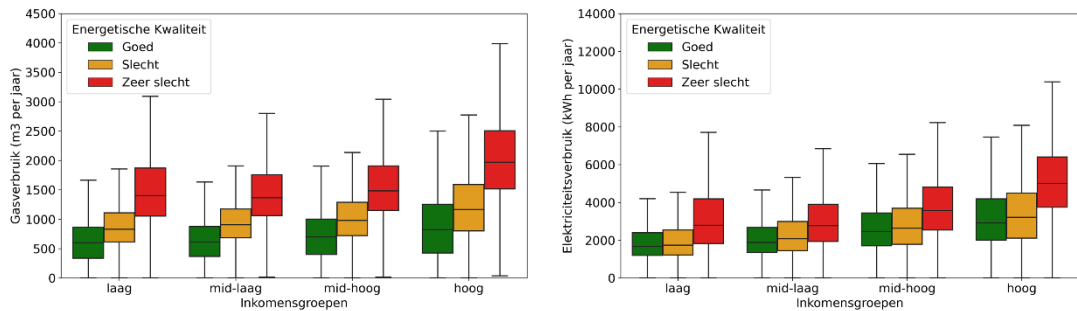 4500
4000
3500
3000
2500
2000
1500
1000
500
0
Gasverbruik (m3 per jaar)
Energetische Kwaliteit
Goed
Slecht
Zeer slecht
laag
mid-laag
mid-hoog
hoog
Inkomensgroepen
14000
12000
10000
8000
6000
4000
2000
0
Elektriciteitsverbruik (kWh per jaar)
Energetische Kwaliteit
Goed
Slecht
Zeer slecht
laag
mid-laag
mid-hoog
hoog
Inkomensgroepen